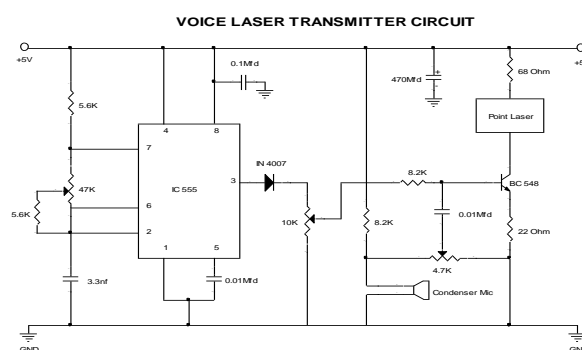 VOICE LASER TRANSMITTER CIRCUIT
+5V
+5
0.1Mfd
470Mfd
68 Ohm
5.6K
Point Laser
4
8
7
IN 4007
3
IC 555
47K
8.2K
BC 548
5.6K
6
10K
8.2K
0.01Mfd
2
22 Ohm
1
5
4.7K
3.3nf
0.01Mfd
Condenser Mic
GND
GN